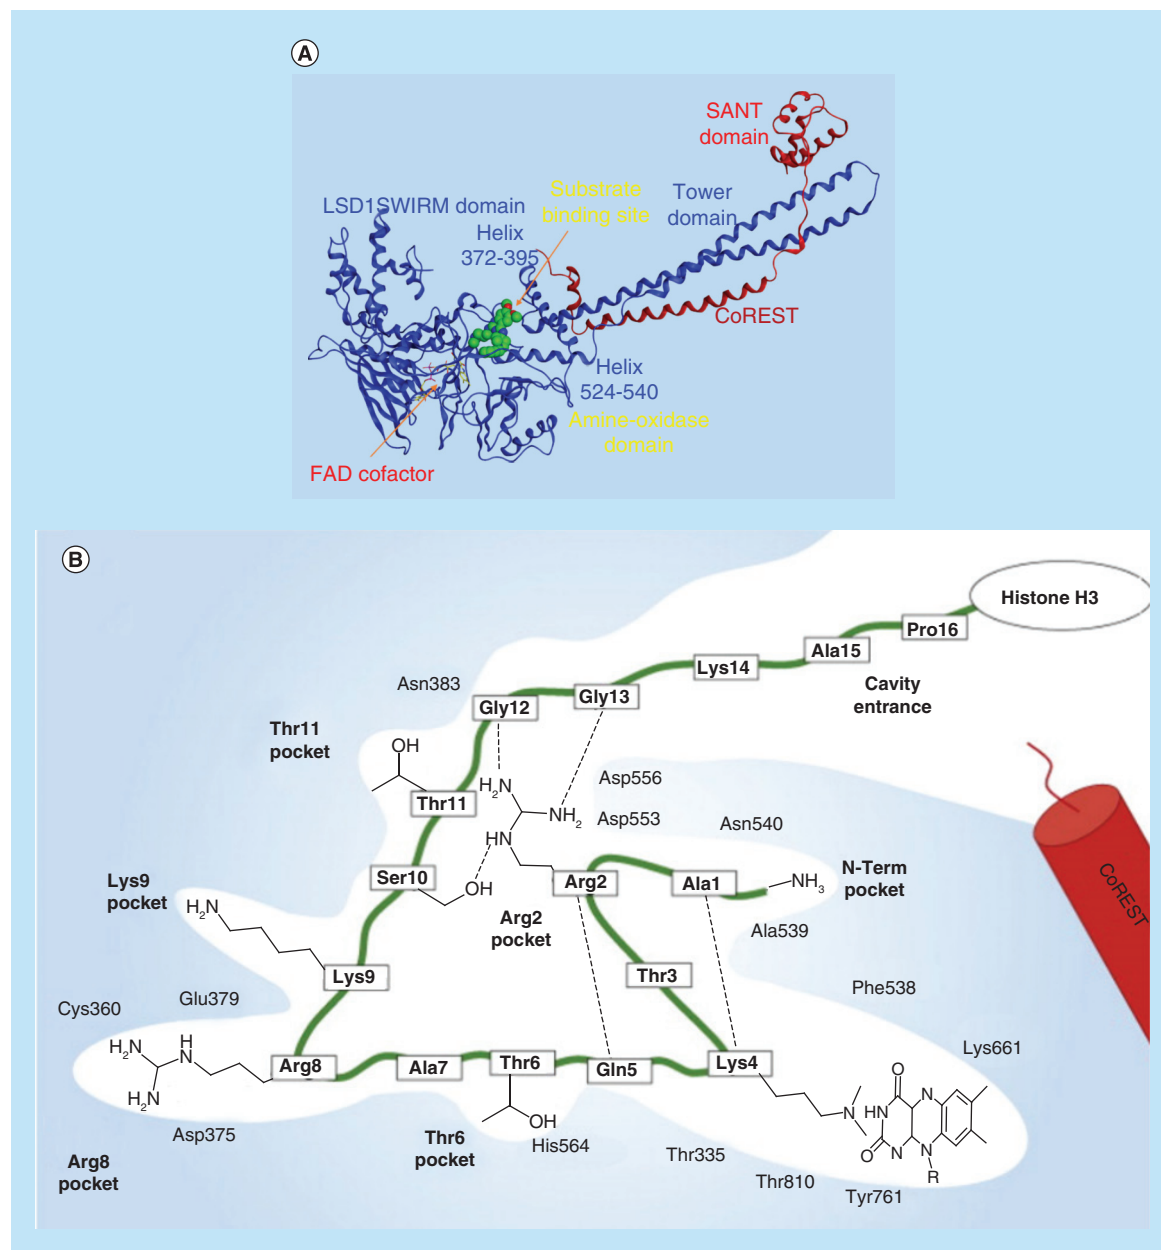 A
SANT
domain
Substrate
binding site
Tower
domain
LSD1SWIRM domain
Helix
372-395
CoREST
Helix
524-540
Amine-oxidase
domain
FAD cofactor
B
Histone H3
Pro16
Ala15
Lys14
Cavity
entrance
Gly13
Gly12
Asn383
Thr11
pocket
OH
Thr11
H2N
NH2
HN
Asp556
Asp553
Asn540
Ser10
OH
Arg2
Ala1
NH3
N-Term
pocket
Lys9
pocket
H2N
Arg2
pocket
Ala539
CoREST
Lys9
Thr3
Phe538
Glu379
Cys360
Lys661
H2N
H
N
H2N
Arg8
Ala7
Thr6
Gln5
Lys4
OH
N
O
HN
N
O
N
N
R
Asp375
Arg8
pocket
Thr6
pocket
His564
Thr335
Thr810
Tyr761